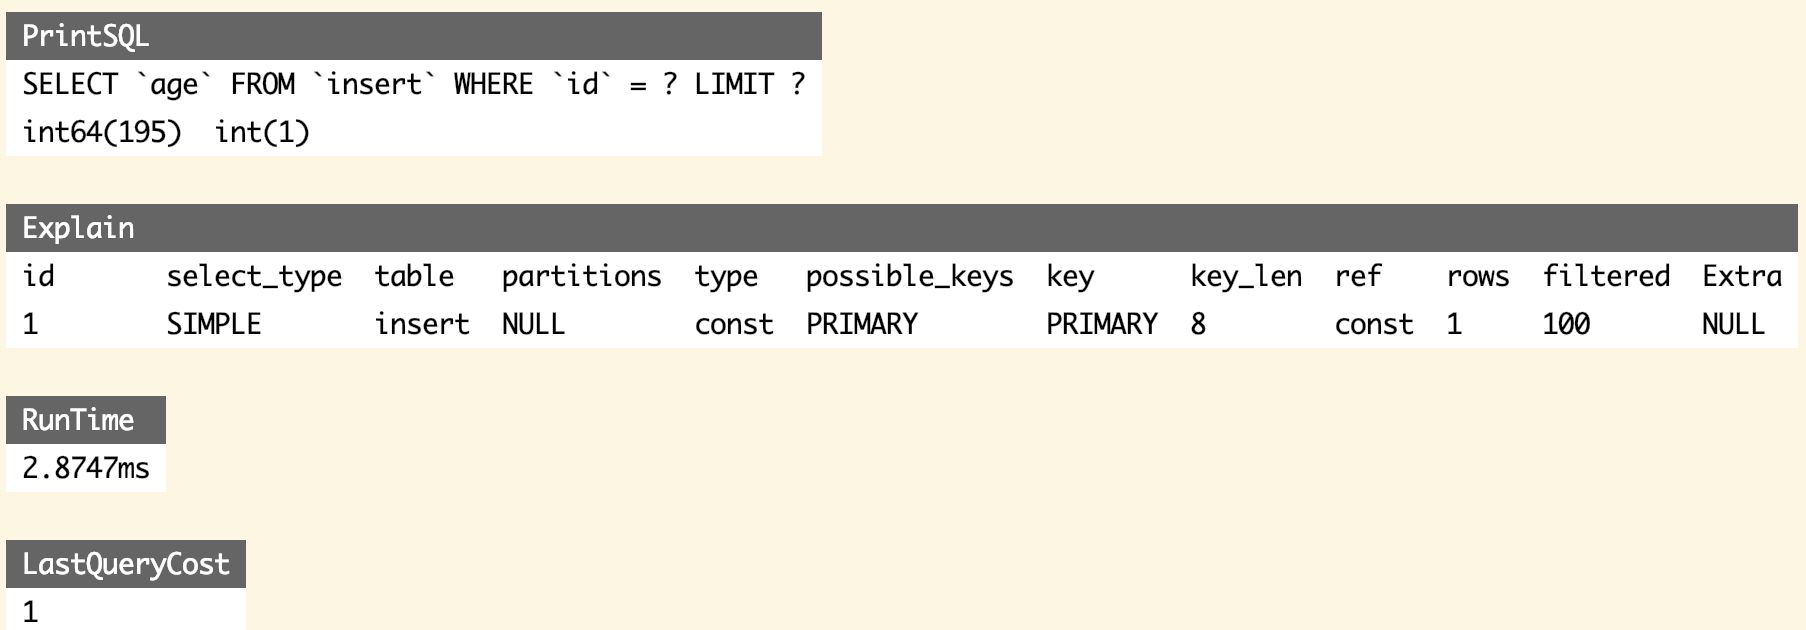 PrintSQL
SELECT `age` FROM `insert` WHERE `id` = ? LIMIT ?
int64(195)  int(1)
Explain
id select_type table partitions type possible_keys key key_len ref rows filtered Extra
1 SIMPLE insert NULL const PRIMARY PRIMARY 8 const 1 100 NULL
RunTime
2.8747ms
LastQueryCost
1